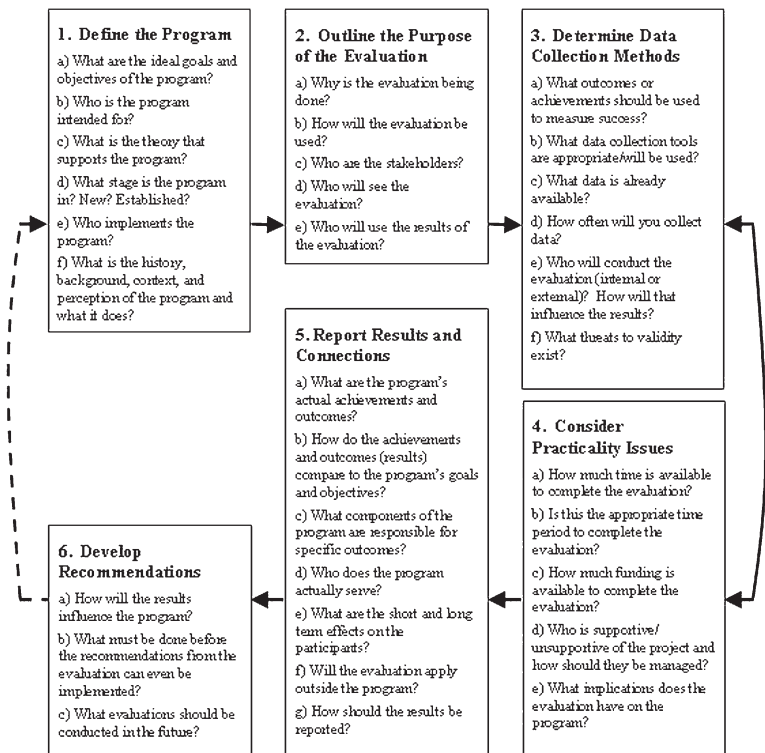 1. Define the Program
a) What are the ideal goals and
objectives of the program?
b) Who is the program
intended for?
c) What is the theory that
supports the program?
d) What stage is the program
in? New? Established?
e) Who implements the
program?
f) What is the history,
background, context, and
perception of the program and
what it does?
2. Outline the Purpose
of the Evaluation
a) Why is the evaluation being
done?
b) How will the evaluation be
used?
c) Who are the stakeholders?
d) Who will see the
evaluation?
e) Who will use the results of
the evaluation?
3. Determine Data
Collection Methods
a) What outcomes or
achievements should be used
to measure success?
b) What data collection tools
are appropriate/will be used?
c) What data is already
available?
d) How often will you collect
data?
e) Who will conduct the
evaluation (internal or
external)? How will that
influence the results?
f) What threats to validity
exist?
4. Consider
Practicality Issues
a) How much time is available
to complete the evaluation?
b) Is this the appropriate time
period to complete the
evaluation?
c) How much funding is
available to complete the
evaluation?
d) Who is supportive/
unsupportive of the project and
how should they be managed?
e) What implications does the
evaluation have on the
program?
5. Report Results and
Connections
a) What are the program's
actual achievements and
outcomes?
b) How do the achievements
and outcomes (results)
compare to the program's goals
and objectives?
c) What components of the
program are responsible for
specific outcomes?
d) Who does the program
actually serve?
e) What are the short and long
term effects on the
participants?
f) Will the evaluation apply
outside the program?
g) How should the results be
reported?
6. Develop
Recommendations
a) How will the results
influence the program?
b) What must be done before
the recommendations from the
evaluation can even be
implemented?
c) What evaluations should be
conducted in the future?